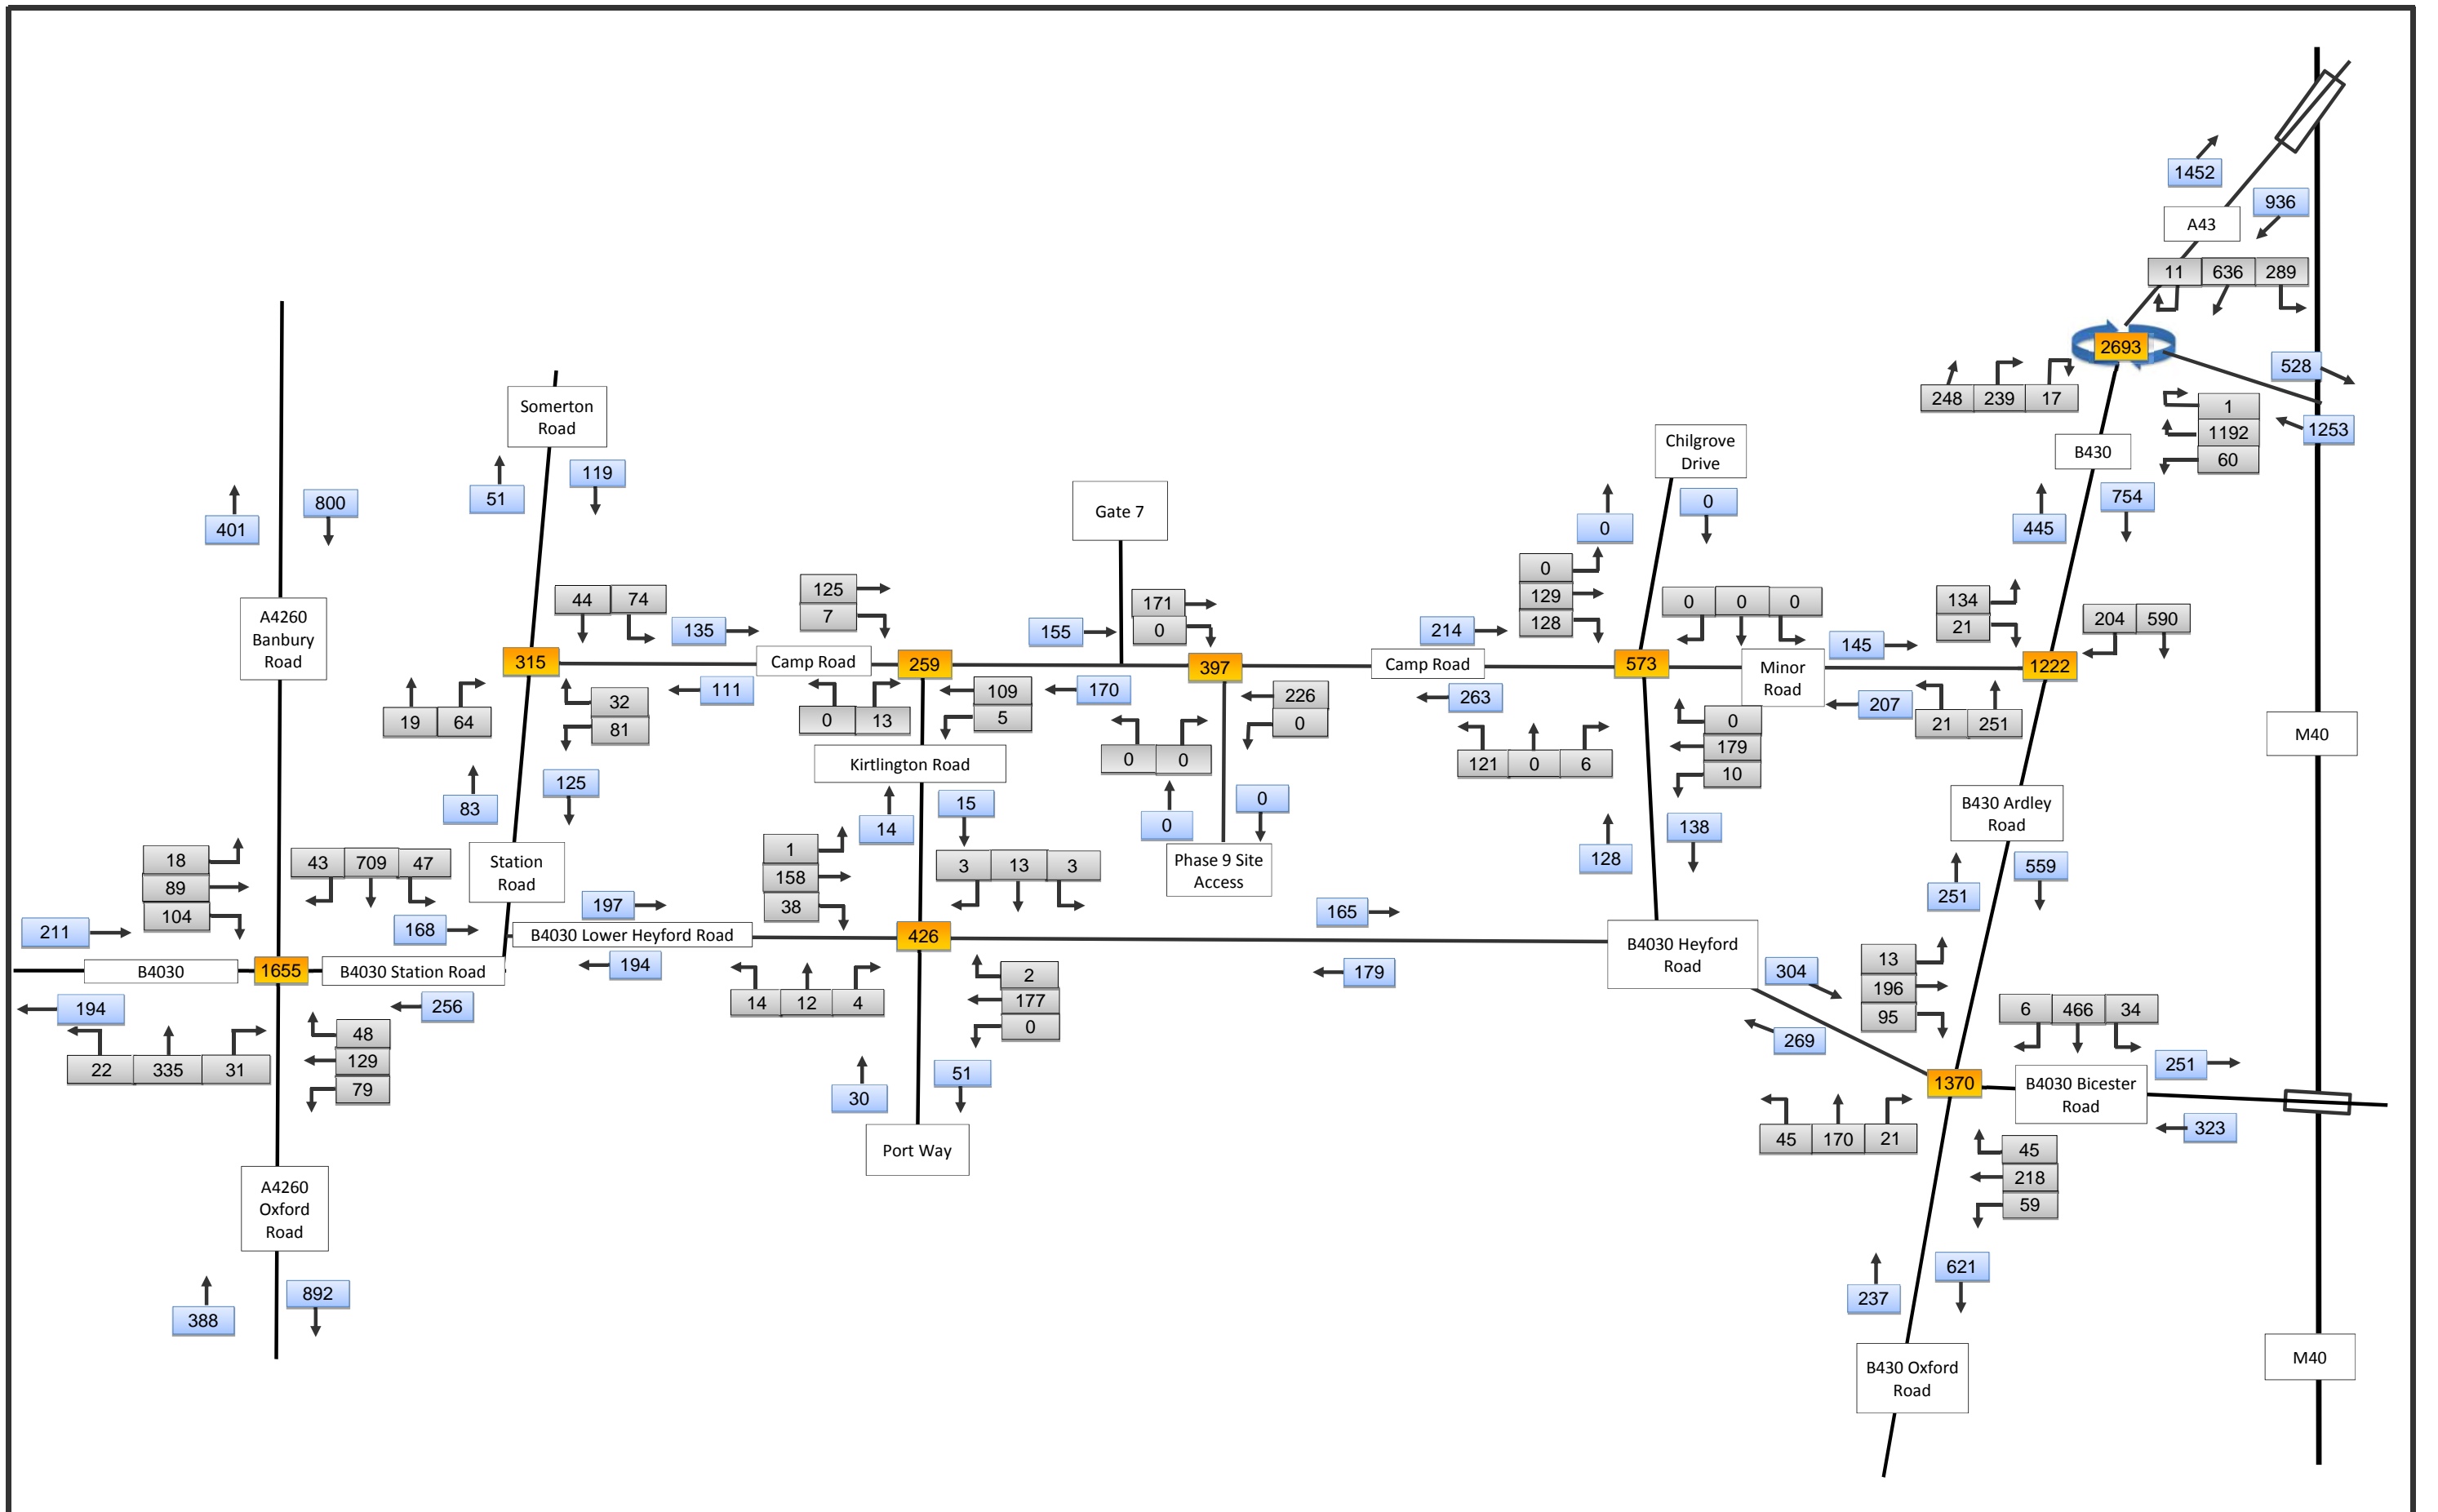 1452
936
A43
11 636 289
2693
528
248 239 17
1
1192
60
1253
B430
445
754
Somerton
Road
51
119
401
800
Chilgrove
Drive
0
0
Gate 7
A4260
Banbury
Road
44 74
135
125
7
155
171
0
214
0
129
128
0 0 0
145
134
21
204 590
315
Camp Road
259
397
Camp Road
573
Minor
Road
1222
19 64
32
81
111
0 13
109
5
170
226
0
263
121 0 6
0
179
10
207
21 251
M40
0 0
Kirtlington Road
83
125
14
15
0
0
Phase 9 Site
Access
128
138
B430 Ardley
Road
251
559
18
89
104
43 709 47
Station
Road
1
158
38
3 13 3
211
168
197
165
B4030
1655
B4030 Station Road
B4030 Lower Heyford Road
426
B4030 Heyford
Road
194
256
194
14 12 4
2
177
0
179
304
269
13
196
95
6 466 34
251
22 335 31
48
129
79
30
51
Port Way
1370
B4030 Bicester
Road
323
45 170 21
45
218
59
A4260
Oxford
Road
388
892
237
621
B430 Oxford
Road
M40